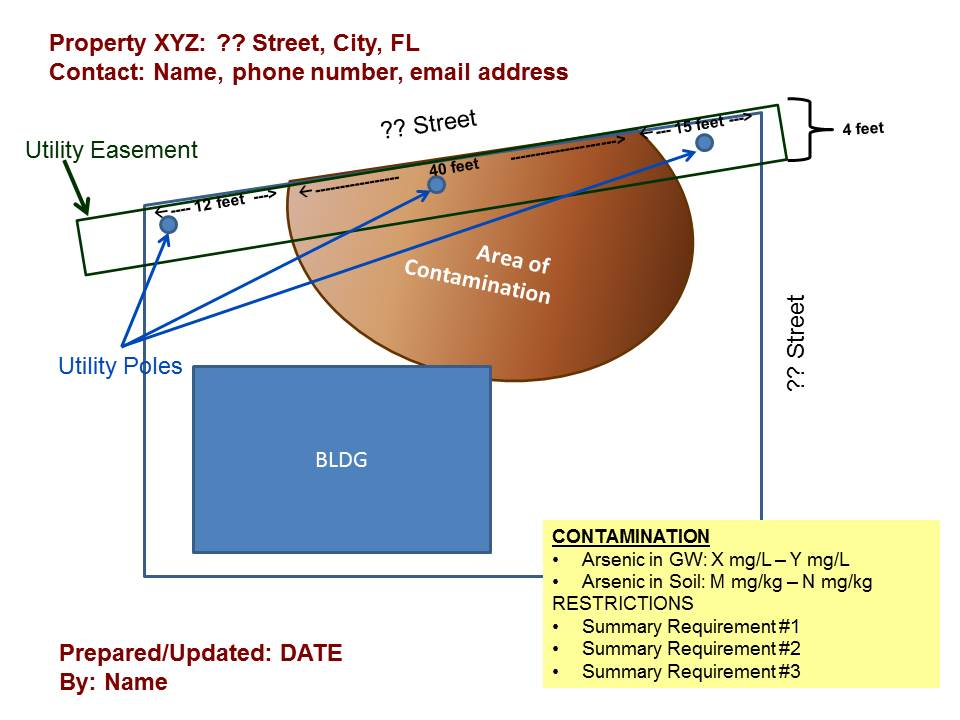 Property XYZ: ?? Street, City, FL
Contact: Name, phone number, email address
?? Street
Utility Easement
<---- 12 feet --->
<-----------------
40 feet
---------------------->
<--- 15 feet --->
4 feet
Area of
Contamination
Utility Poles
?? Street
BLDG
CONTAMINATION
• Arsenic in GW: X mg/L – Y mg/L
• Arsenic in Soil: M mg/kg – N mg/kg
RESTRICTIONS
• Summary Requirement #1
• Summary Requirement #2
• Summary Requirement #3
Prepared/Updated: DATE
By: Name